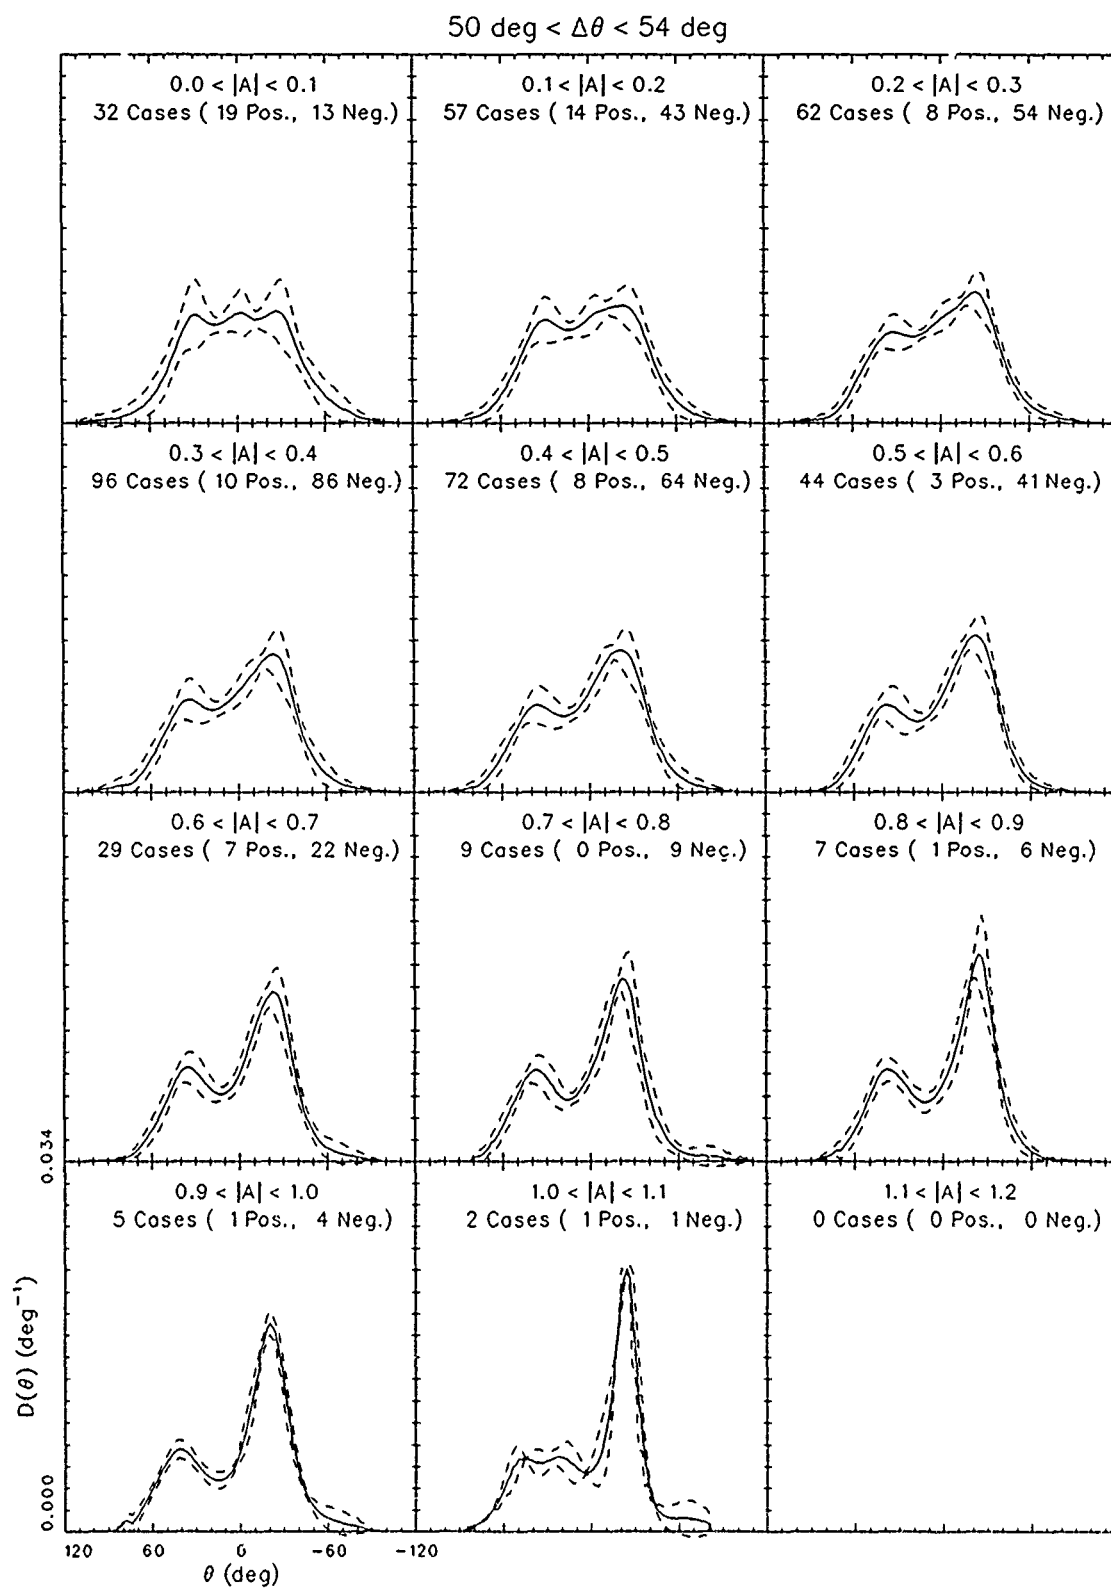 50 deg < Δθ < 54 deg
0.0 < |A| < 0.1
32 Cases ( 19 Pos., 13 Neg.)
0.1 < |A| < 0.2
57 Cases ( 14 Pos., 43 Neg.)
0.2 < |A| < 0.3
62 Cases ( 8 Pos., 54 Neg.)
0.3 < |A| < 0.4
96 Cases ( 10 Pos., 86 Neg.)
0.4 < |A| < 0.5
72 Cases ( 8 Pos., 64 Neg.)
0.5 < |A| < 0.6
44 Cases ( 3 Pos., 41 Neg.)
0.6 < |A| < 0.7
29 Cases ( 7 Pos., 22 Neg.)
0.7 < |A| < 0.8
9 Cases ( 0 Pos., 9 Neg.)
0.8 < |A| < 0.9
7 Cases ( 1 Pos., 6 Neg.)
0.034
0.9 < |A| < 1.0
5 Cases ( 1 Pos., 4 Neg.)
1.0 < |A| < 1.1
2 Cases ( 1 Pos., 1 Neg.)
1.1 < |A| < 1.2
0 Cases ( 0 Pos., 0 Neg.)
D(θ) (deg⁻¹)
0.000
120 60 0 -60 -120
θ (deg)